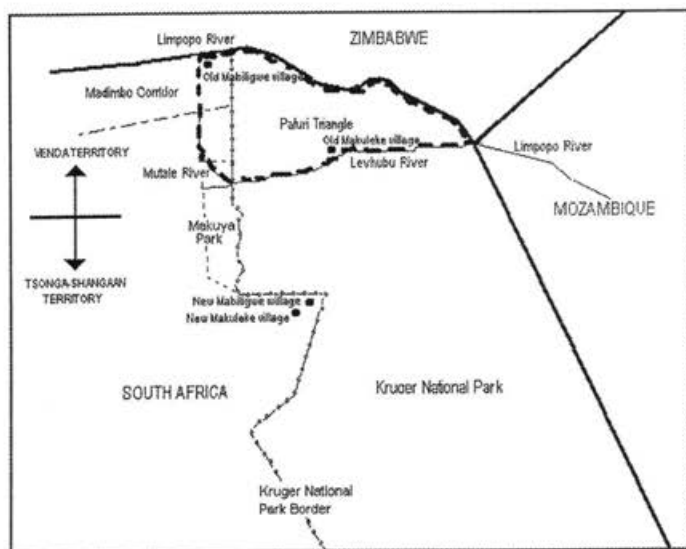 Limpopo River
ZIMBABWE
Madimbo Corridor
Old Mabiligwe village
Pafuri Triangle
Old Makuleke village
VENDATERRITORY
Limpopo River
Mutale River
Levhubu River
MOZAMBIQUE
Makuya
Park
TSONGA-SHANGAAN
TERRITORY
New Mabiligwe village
New Makuleke village
SOUTH AFRICA
Kruger National Park
Kruger National
Park Border